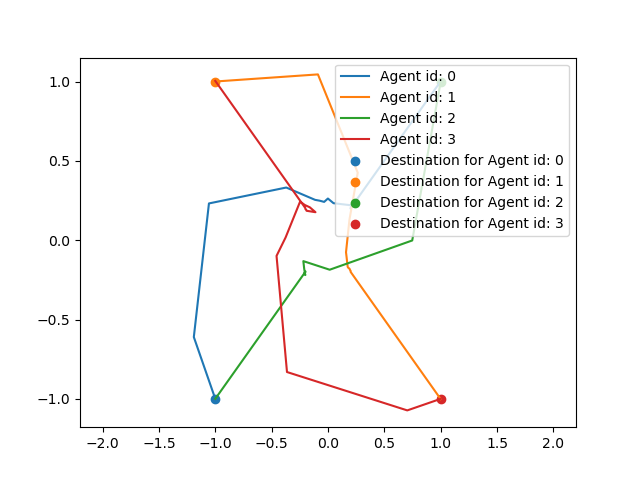 1.0
0.5
0.0
−0.5
−1.0
−2.0 −1.5 −1.0 −0.5 0.0 0.5 1.0 1.5 2.0
Agent id: 0
Agent id: 1
Agent id: 2
Agent id: 3
Destination for Agent id: 0
Destination for Agent id: 1
Destination for Agent id: 2
Destination for Agent id: 3